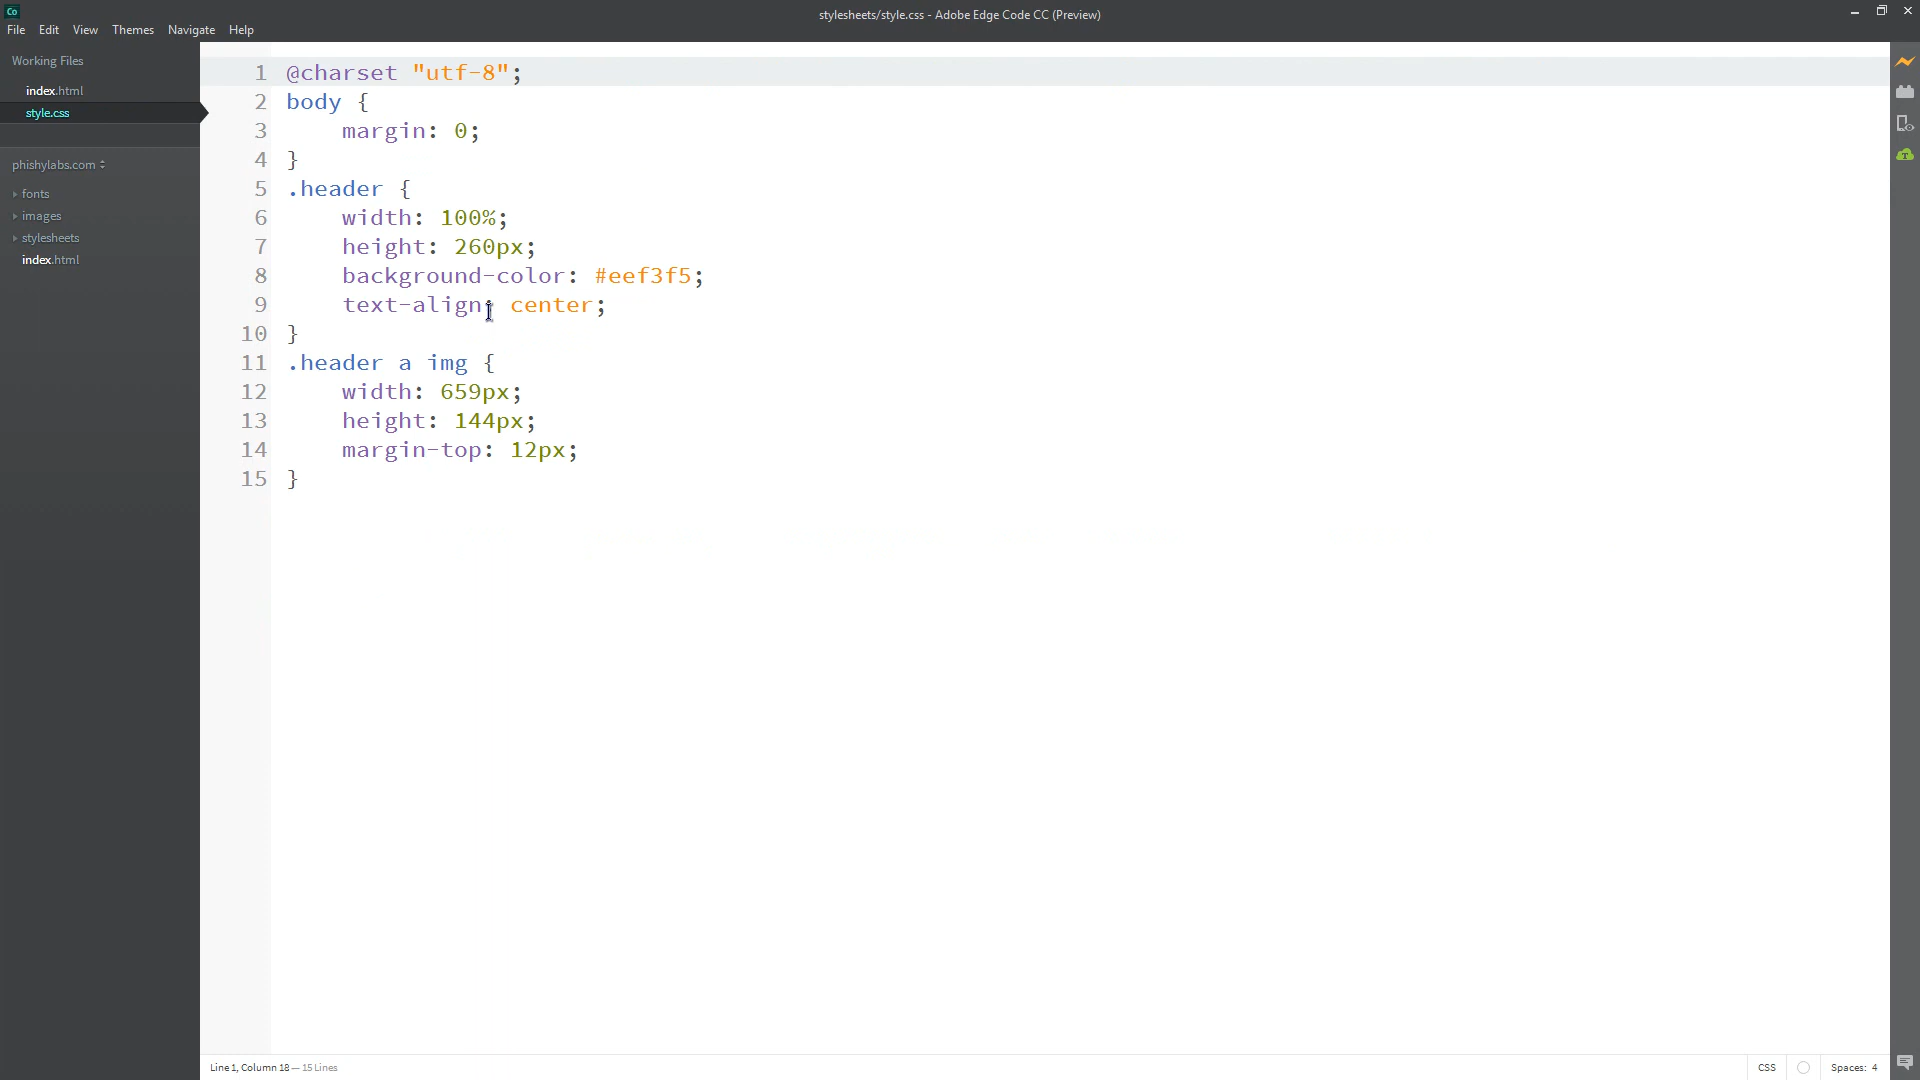 Co
stylesheets/style.css - Adobe Edge Code CC (Preview)
File Edit View Themes Navigate Help
Working Files
index.html
style.css
phishylabs.com
fonts
images
stylesheets
index.html
1 @charset "utf-8";
2 body {
3     margin: 0;
4 }
5 .header {
6     width: 100%;
7     height: 260px;
8     background-color: #eef3f5;
9     text-align: center;
10 }
11 .header a img {
12     width: 659px;
13     height: 144px;
14     margin-top: 12px;
15 }
T
Line 1, Column 18 — 15 Lines
CSS
Spaces: 4